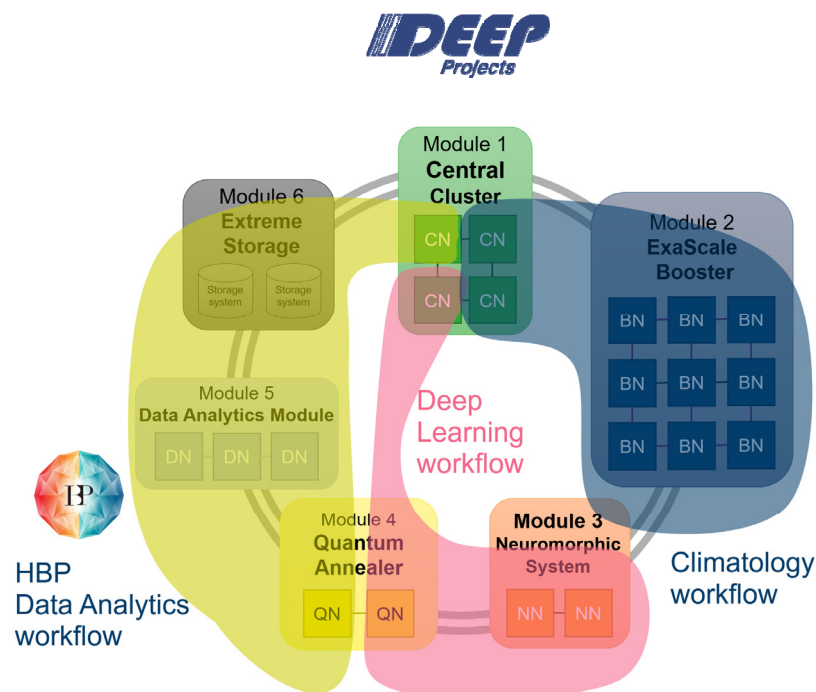 DEEP
Projects
Module 1
Central
Cluster
CN
CN
CN
CN
Module 2
ExaScale
Booster
BN
BN
BN
BN
BN
BN
BN
BN
BN
Module 6
Extreme
Storage
Storage
system
Storage
system
Module 5
Data Analytics Module
DN
DN
DN
Deep
Learning
workflow
Module 4
Quantum
Annealer
QN
QN
Module 3
Neuromorphic
System
NN
NN
HBP
HBP
Data Analytics
workflow
Climatology
workflow